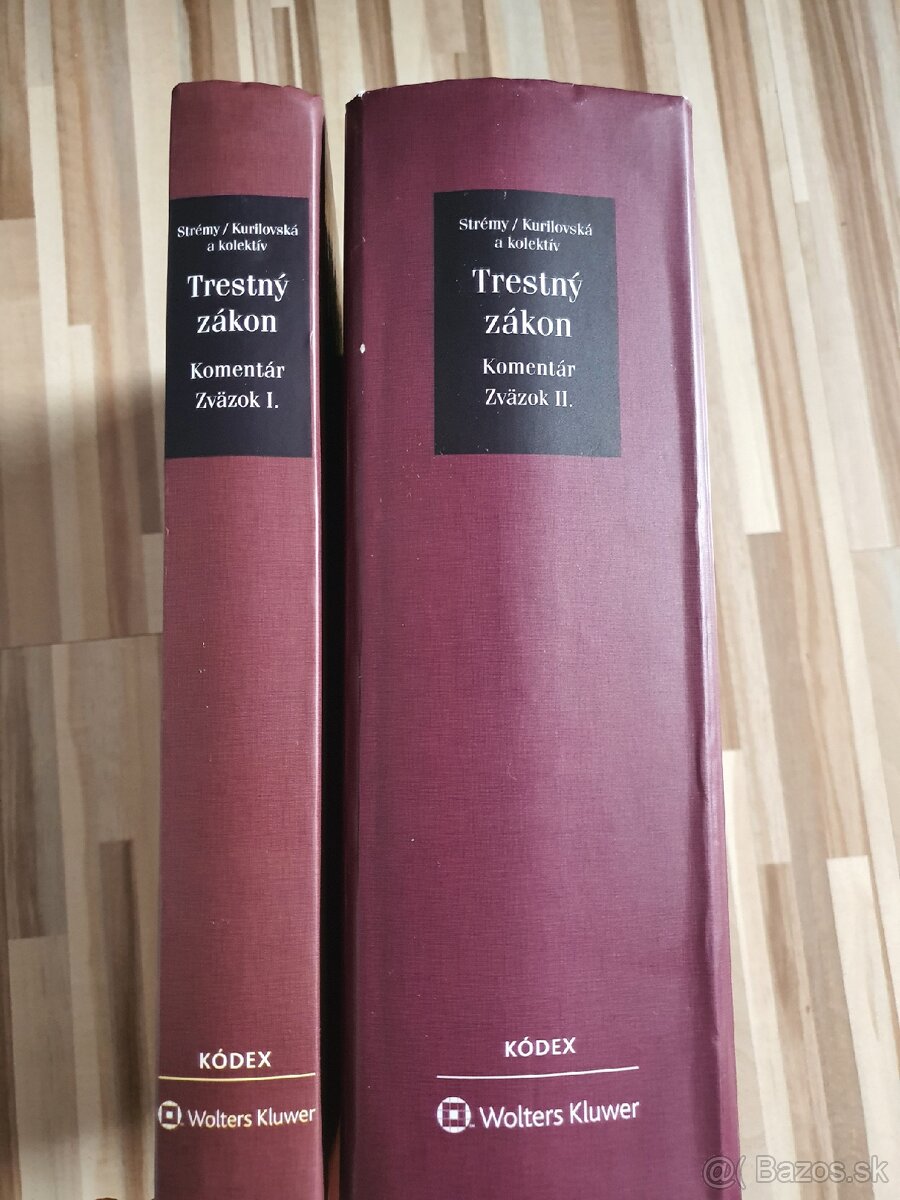 Strémy/Kurilovská
a kolektív
Trestný
zákon
Komentár
Zväzok I.
KÓDEX
Wolters Kluwer
Strémy/Kurilovská
a kolektív
Trestný
zákon
Komentár
Zväzok II.
KÓDEX
Wolters Kluwer
@( Bazos.sk